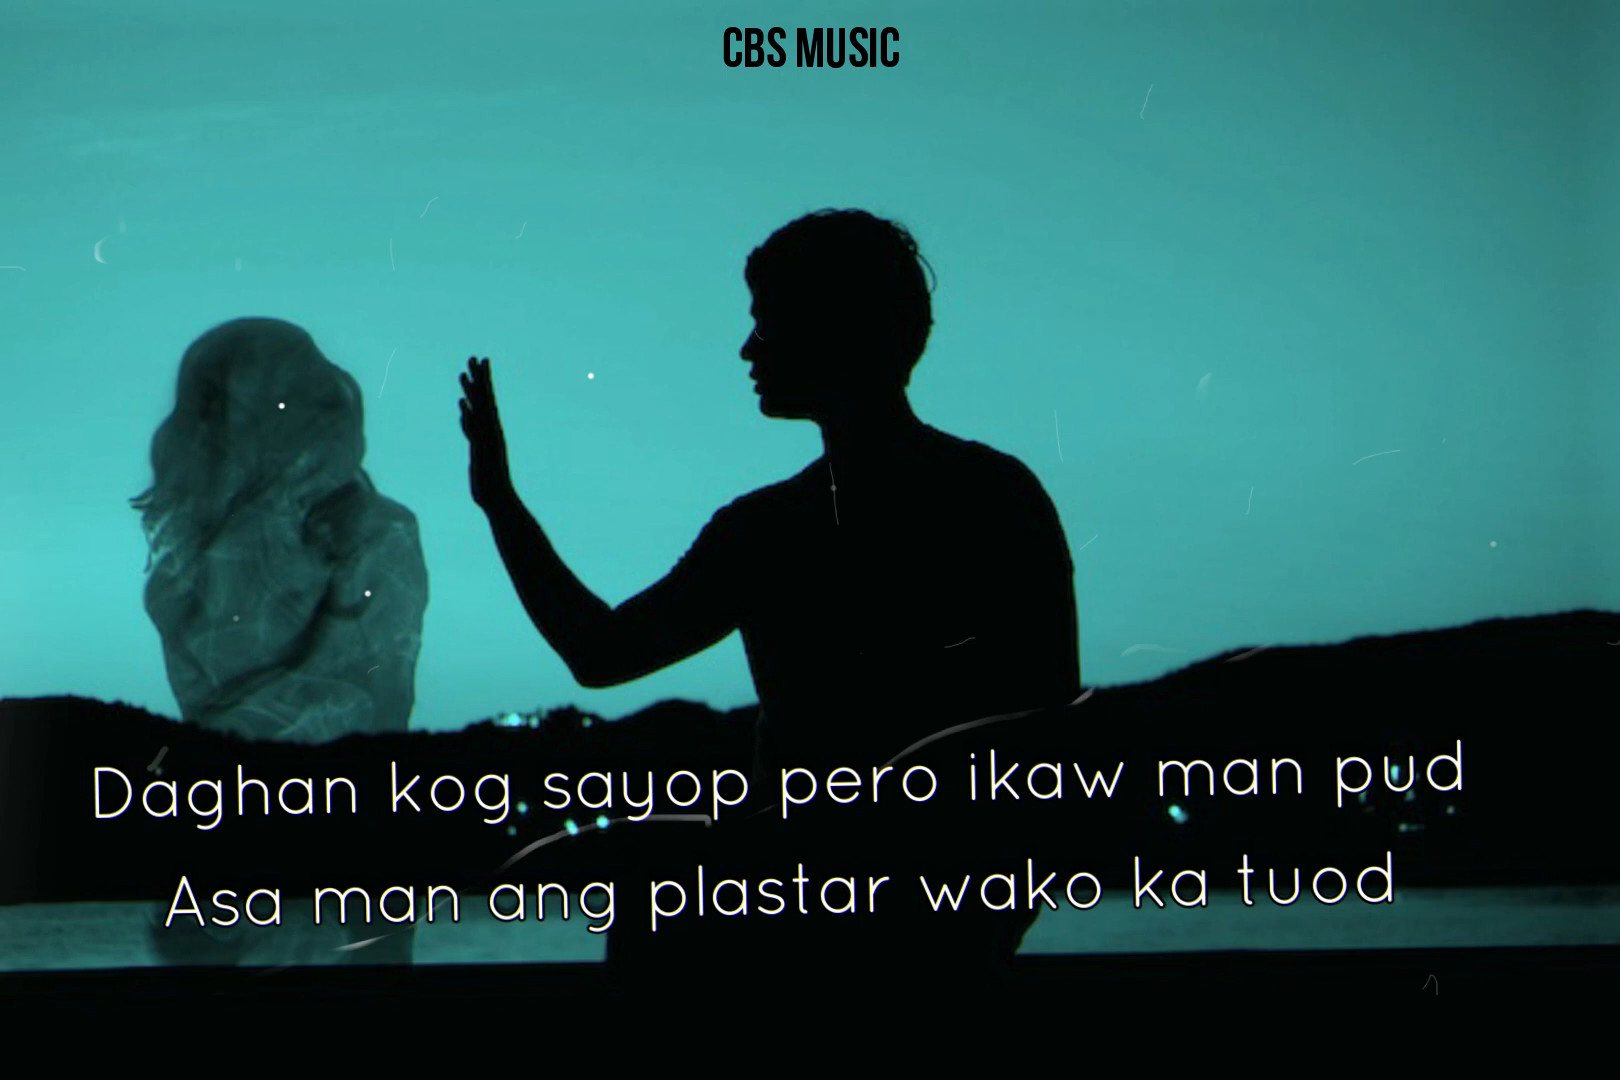 CBS MUSIC
Daghan kog sayop pero ikaw man pud
Asa man ang plastar wako ka tuod